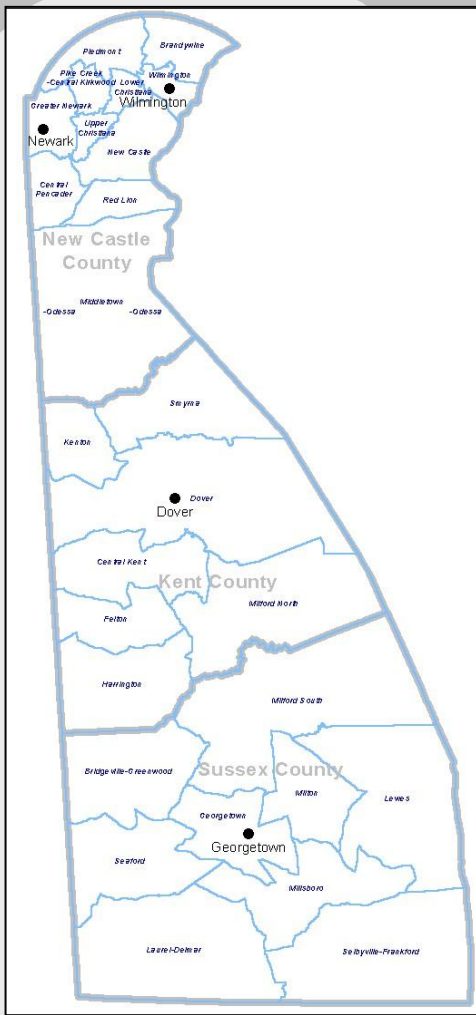 Piedmont
Brandywine
Pike Creek
-Central Kirkwood
Lower
Christiana
Wilmington
Wilmington
Greater Newark
Upper
Christiana
Newark
New Castle
Central
Pencader
Red Lion
New Castle
County
Middletown
-Odessa
-Odessa
Smyrna
Kenton
Dover
Dover
Central Kent
Kent County
Felton
Milford North
Harrington
Milford South
Bridgeville-Greenwood
Sussex County
Milton
Lewes
Georgetown
Georgetown
Seaford
Millsboro
Laurel-Delmar
Selbyville-Frankford